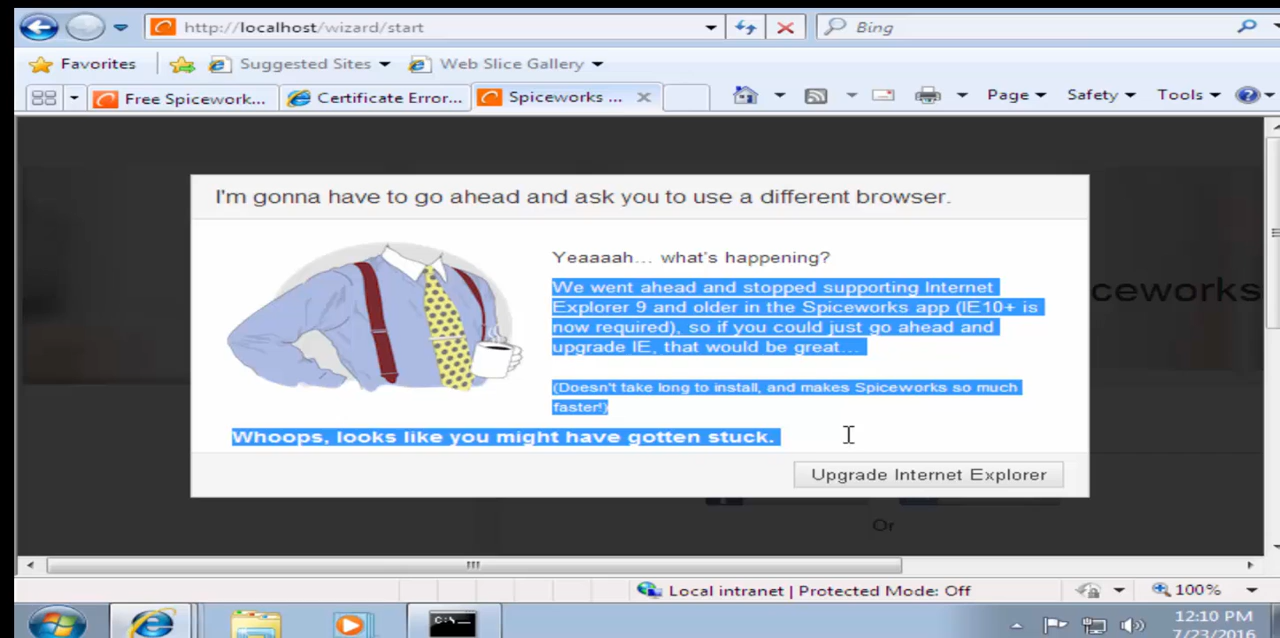 http://localhost/wizard/start
Bing
Favorites
Suggested Sites
Web Slice Gallery
Free Spicework...
Certificate Error...
Spiceworks ...
Page
Safety
Tools
I'm gonna have to go ahead and ask you to use a different browser.
Yeaaaah... what's happening?
We went ahead and stopped supporting Internet
Explorer 9 and older in the Spiceworks app (IE10+ is
now required), so if you could just go ahead and
upgrade IE, that would be great...
(Doesn't take long to install, and makes Spiceworks so much
faster!)
Whoops, looks like you might have gotten stuck.
Upgrade Internet Explorer
ceworks
Or
Local intranet | Protected Mode: Off
100%
C:\
12:10 PM
7/23/2016